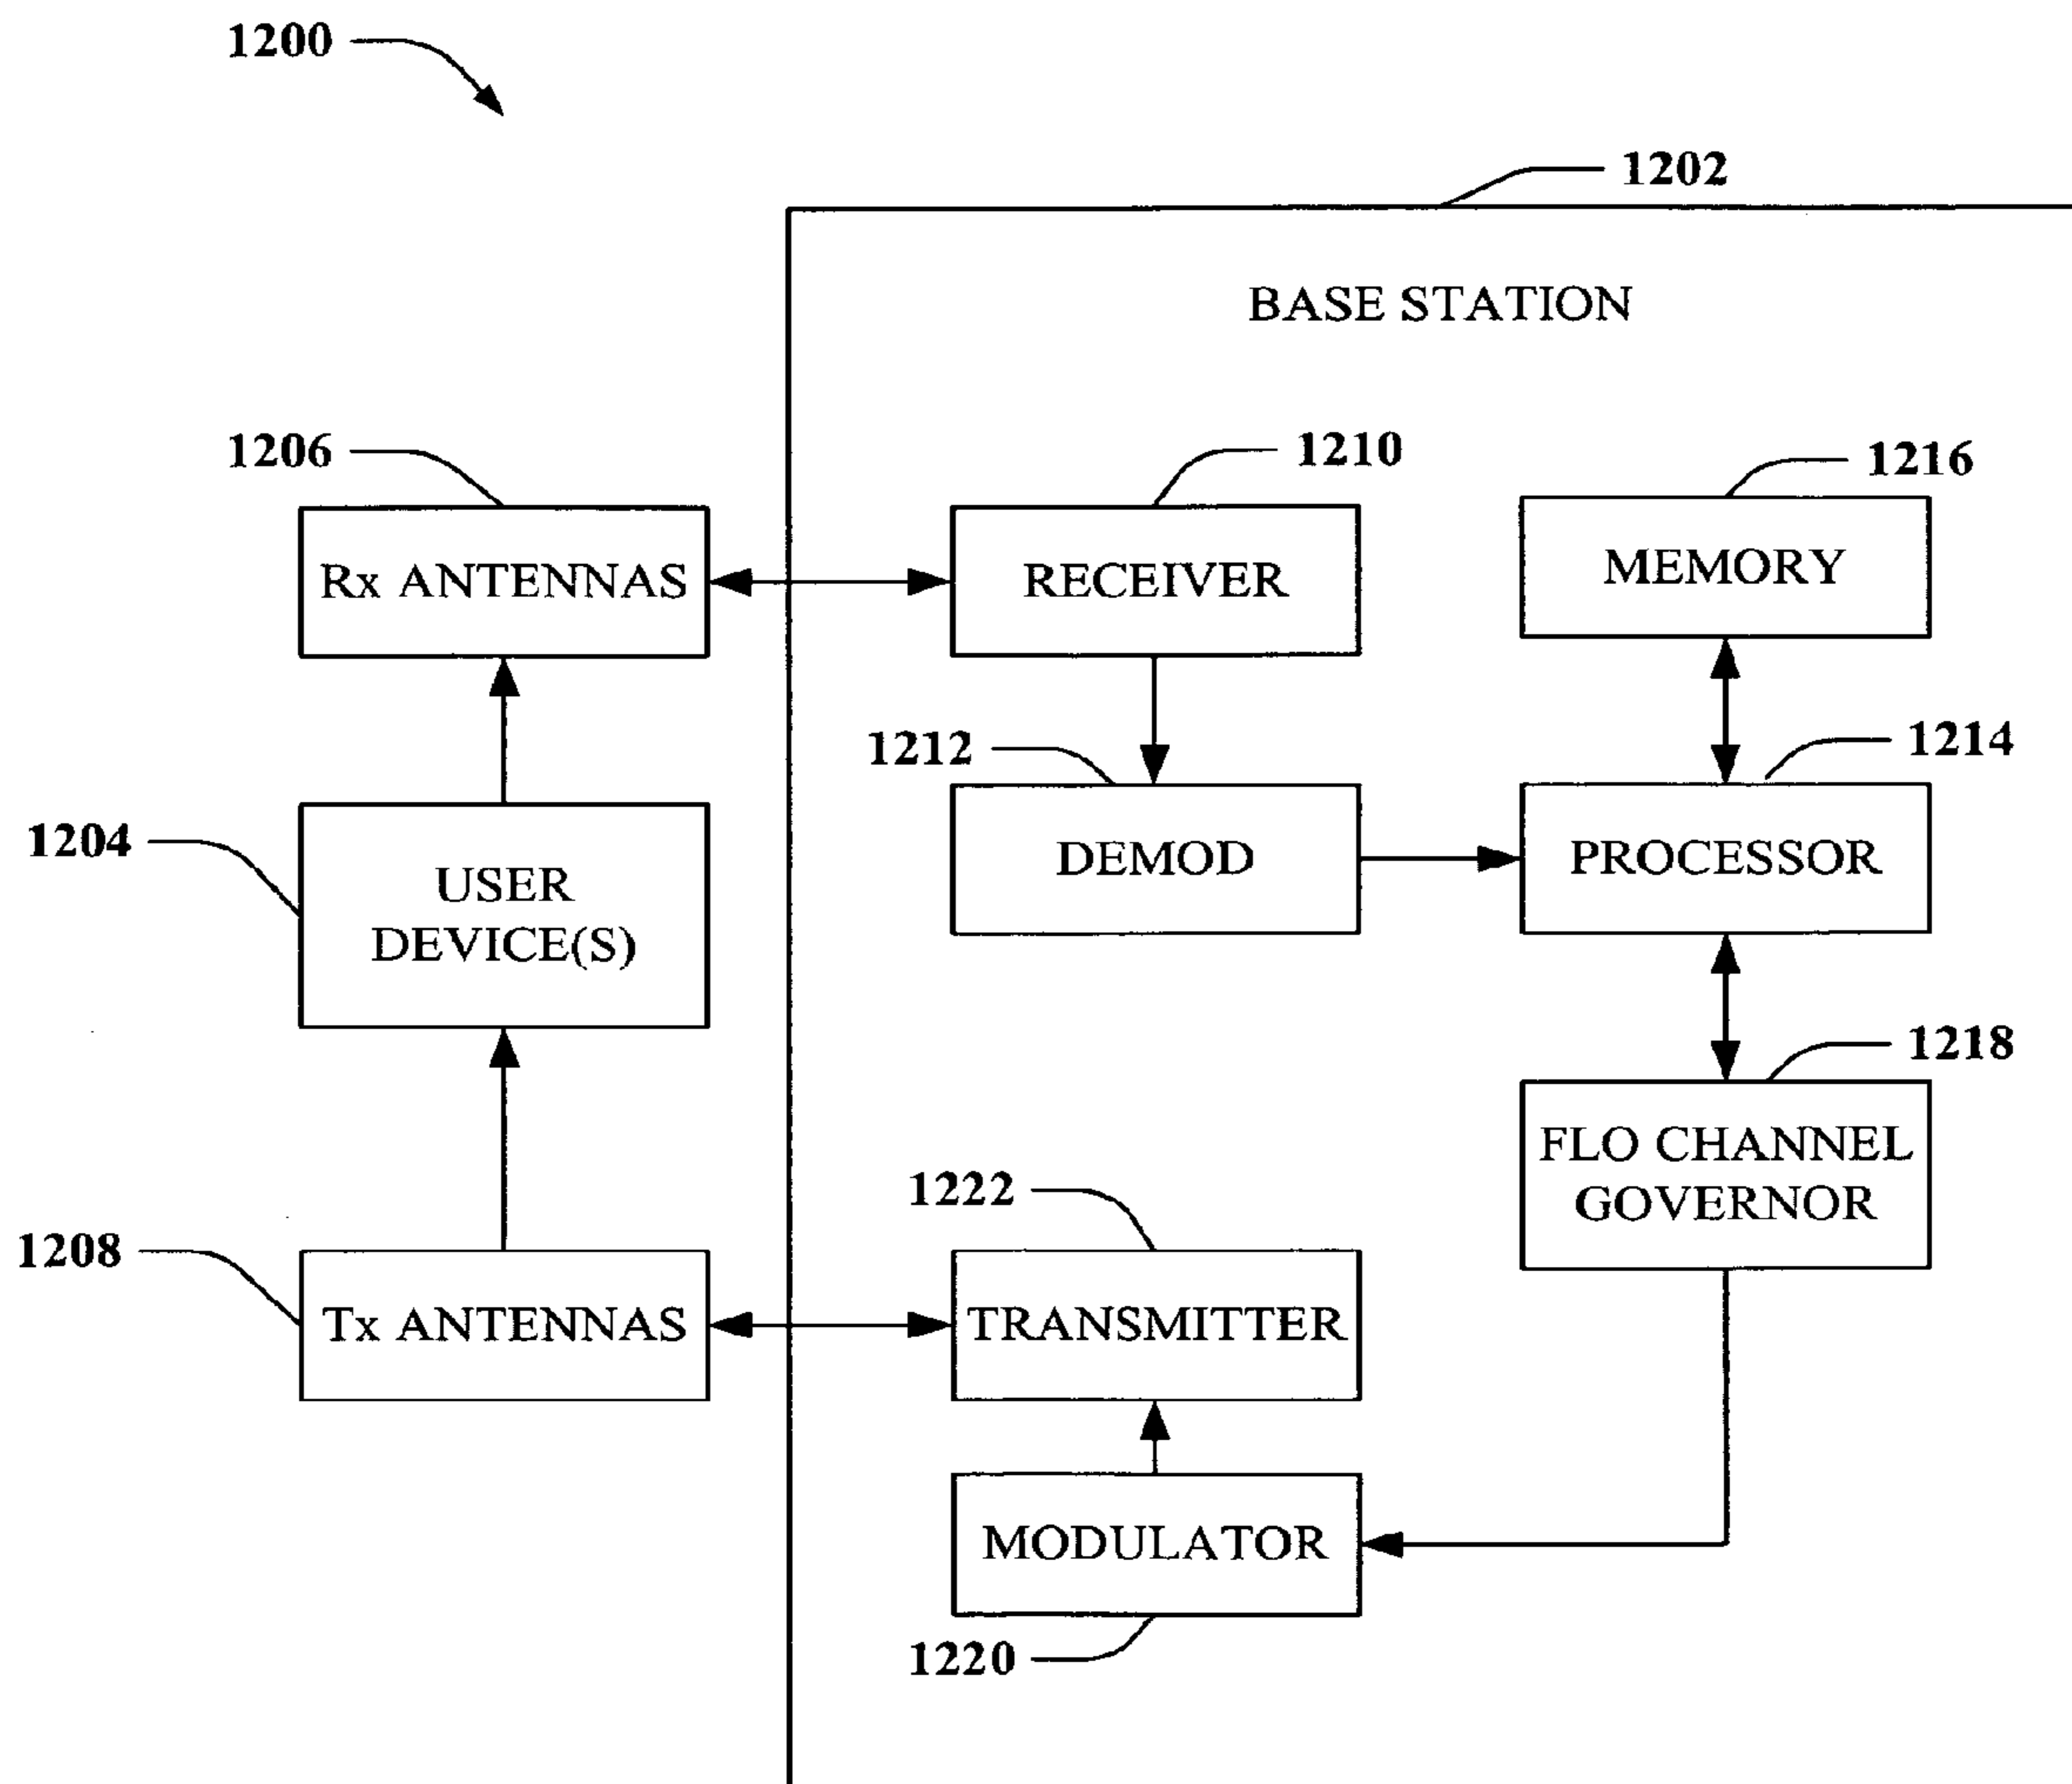 1200
1202
BASE STATION
1206
1210
1216
Rx ANTENNAS
RECEIVER
MEMORY
1212
1214
1204
USER
DEVICE(S)
DEMOD
PROCESSOR
1218
FLO CHANNEL
GOVERNOR
1222
1208
Tx ANTENNAS
TRANSMITTER
MODULATOR
1220